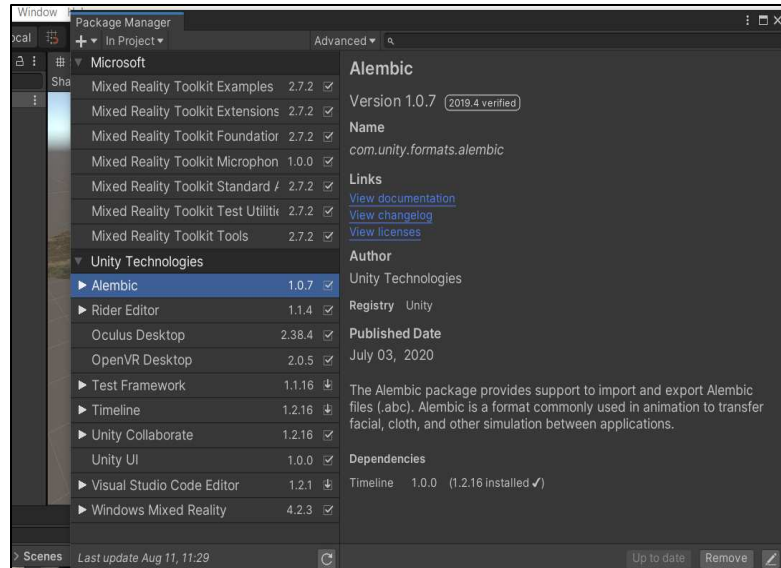 Window
Package Manager
ocal
In Project
Advanced
Sha
Microsoft
Mixed Reality Toolkit Examples 2.7.2
Mixed Reality Toolkit Extensions 2.7.2
Mixed Reality Toolkit Foundation 2.7.2
Mixed Reality Toolkit Microphon 1.0.0
Mixed Reality Toolkit Standard A 2.7.2
Mixed Reality Toolkit Test Utilitie 2.7.2
Mixed Reality Toolkit Tools 2.7.2
Unity Technologies
Alembic 1.0.7
Rider Editor 1.1.4
Oculus Desktop 2.38.4
OpenVR Desktop 2.0.5
Test Framework 1.1.16
Timeline 1.2.16
Unity Collaborate 1.2.16
Unity UI 1.0.0
Visual Studio Code Editor 1.2.1
Windows Mixed Reality 4.2.3
Scenes
Last update Aug 11, 11:29
Alembic
Version 1.0.7 2019.4 verified
Name
com.unity.formats.alembic
Links
View documentation
View changelog
View licenses
Author
Unity Technologies
Registry Unity
Published Date
July 03, 2020
The Alembic package provides support to import and export Alembic
files (.abc). Alembic is a format commonly used in animation to transfer
facial, cloth, and other simulation between applications.
Dependencies
Timeline 1.0.0 (1.2.16 installed ✓)
Up to date
Remove